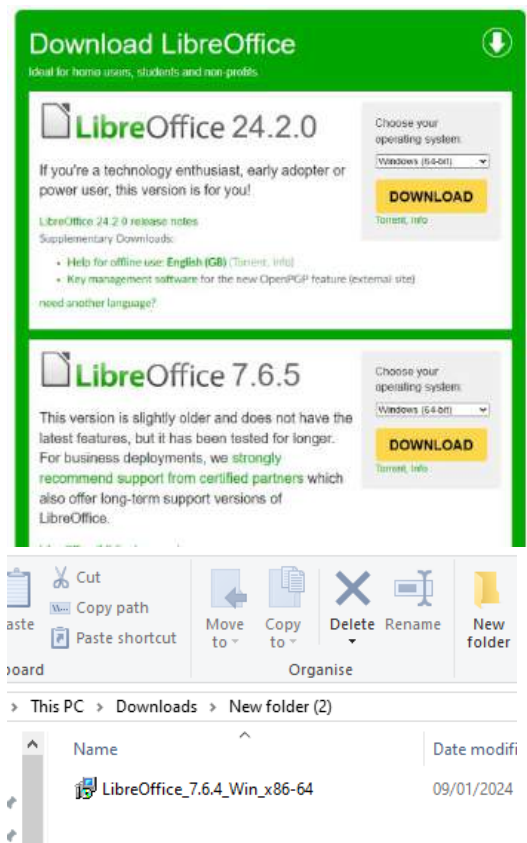 Download LibreOffice
Ideal for home users, students and non-profits
LibreOffice 24.2.0
If you're a technology enthusiast, early adopter or
power user, this version is for you!
LibreOffice 24.2.0 release notes
Supplementary Downloads:
Help for offline use: English (GB) (Torrent, Info)
Key management software for the new OpenPGP feature (external site)
need another language?
Choose your
operating system:
Windows (64-bit)
DOWNLOAD
Torrent, Info
LibreOffice 7.6.5
This version is slightly older and does not have the
latest features, but it has been tested for longer.
For business deployments, we strongly
recommend support from certified partners which
also offer long-term support versions of
LibreOffice.
Choose your
operating system:
Windows (64-bit)
DOWNLOAD
Torrent, Info
aste
Cut
Copy path
Paste shortcut
Move
to
Copy
to
Delete
Rename
New
folder
oard
Organise
> This PC > Downloads > New folder (2)
Name
Date modifi
LibreOffice_7.6.4_Win_x86-64
09/01/2024